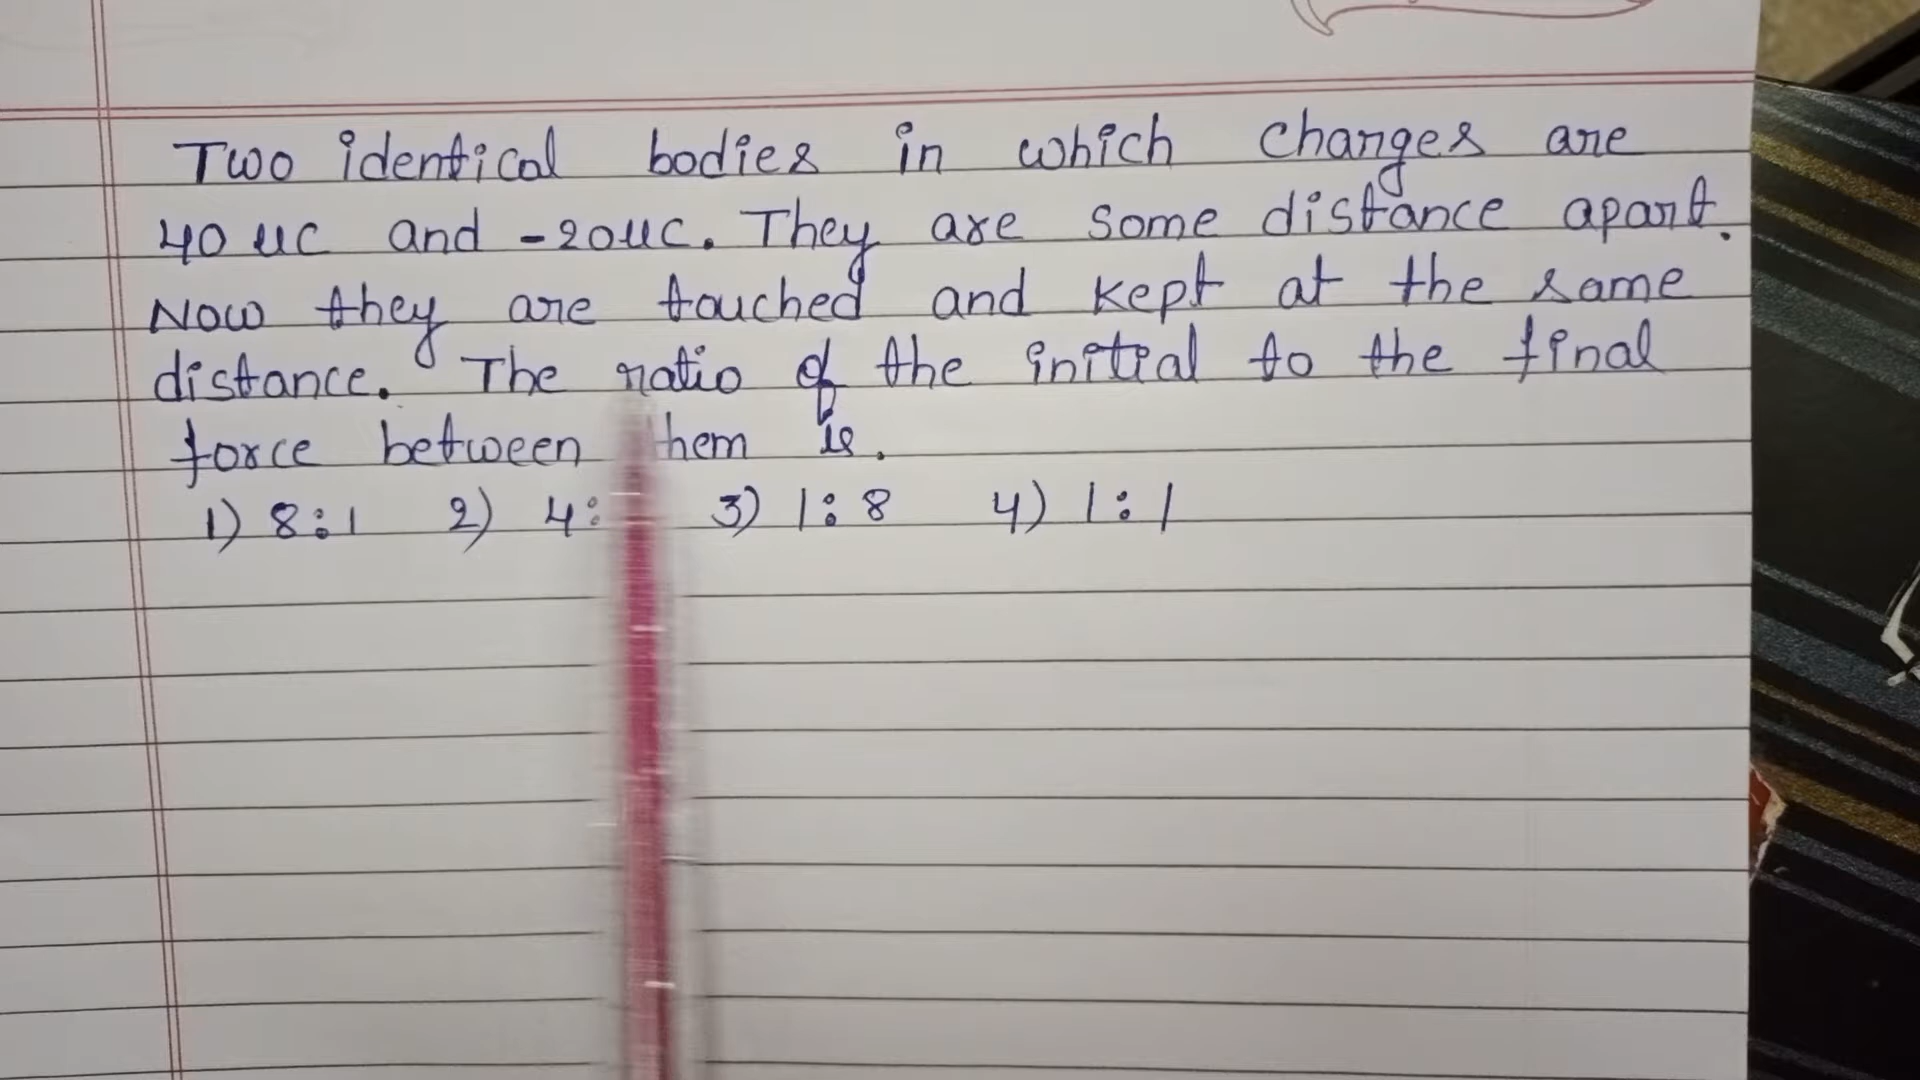 Two identical bodies in which changes are
40 uc and -20uc. They are some distance apart.
Now they are touched and kept at the same
distance. The ratio of the initial to the final
force between them is.
1) 8:1 2) 4: 3) 1:8 4) 1:1